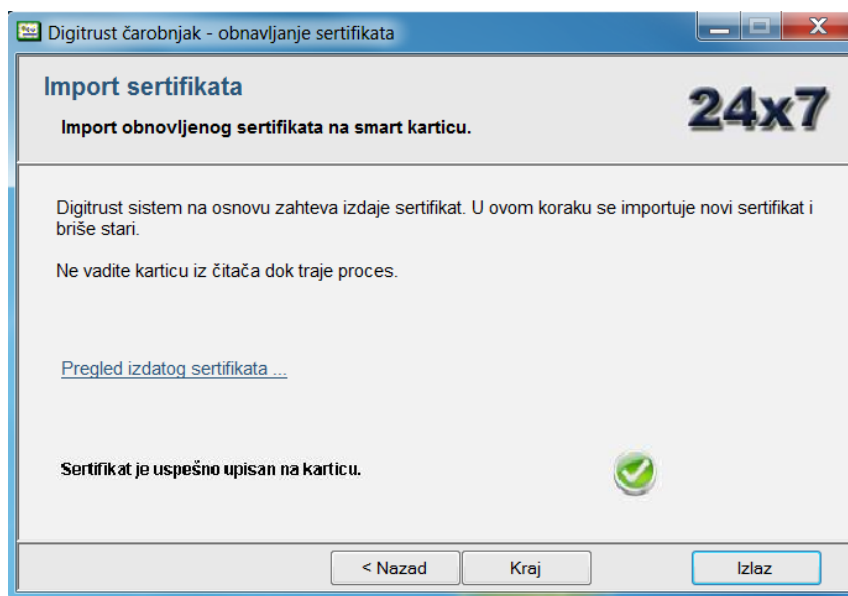 Digitrust čarobnjak - obnavljanje sertifikata
X
Import sertifikata
24x7
Import obnovljenog sertifikata na smart karticu.
Digitrust sistem na osnovu zahteva izdaje sertifikat. U ovom koraku se importuje novi sertifikat i
briše stari.
Ne vadite karticu iz čitača dok traje proces.
Pregled izdatog sertifikata ...
Sertifikat je uspešno upisan na karticu.
< Nazad
Kraj
Izlaz